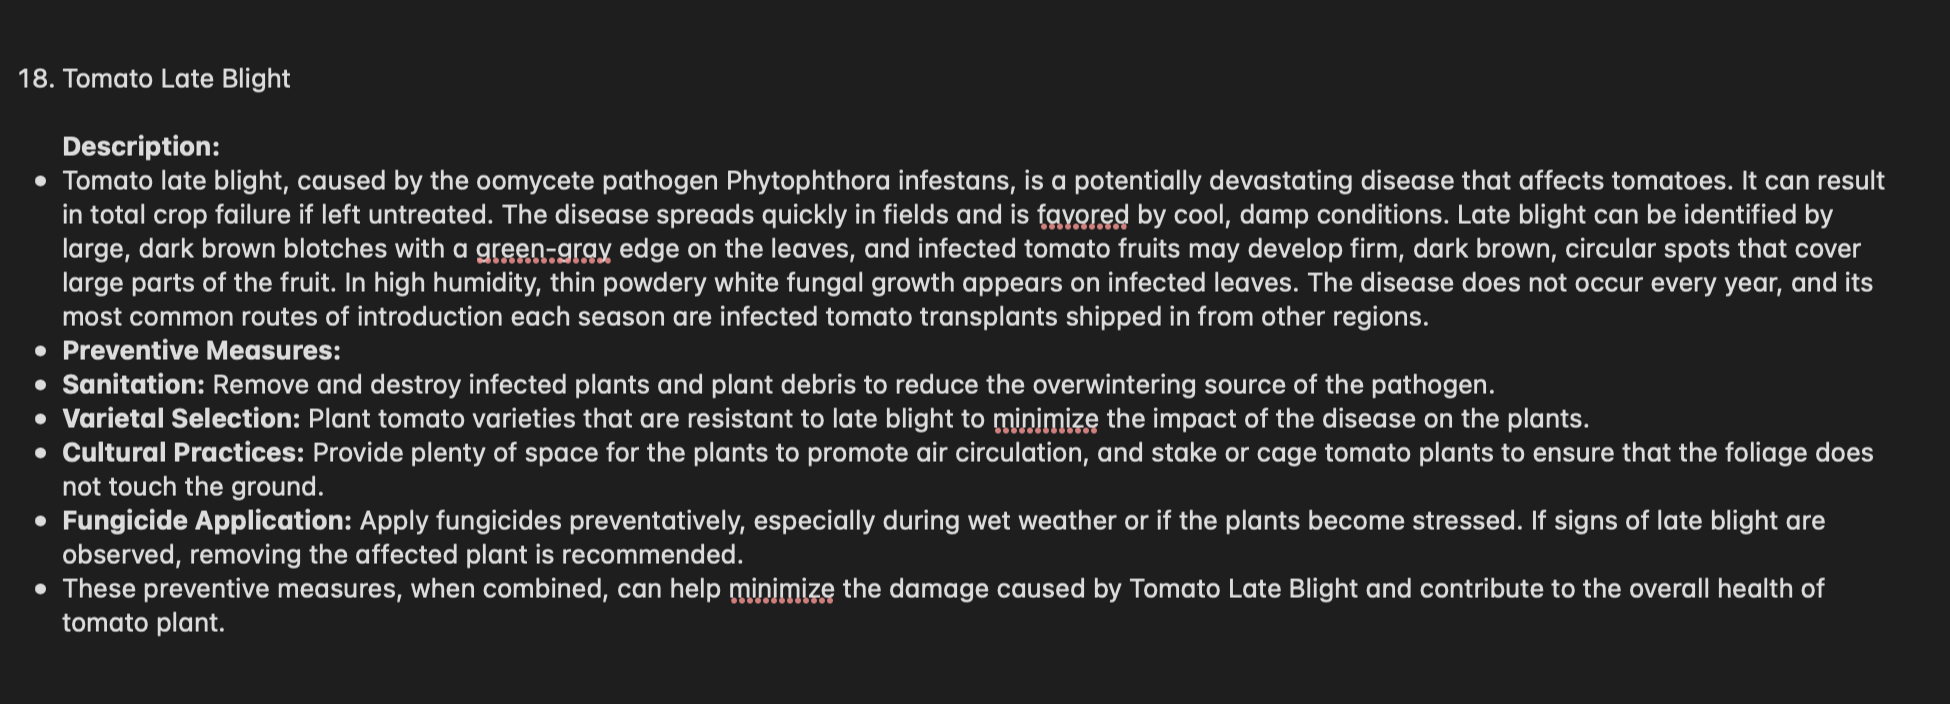 18. Tomato Late Blight
Description:
• Tomato late blight, caused by the oomycete pathogen Phytophthora infestans, is a potentially devastating disease that affects tomatoes. It can result
in total crop failure if left untreated. The disease spreads quickly in fields and is favored by cool, damp conditions. Late blight can be identified by
large, dark brown blotches with a green-gray edge on the leaves, and infected tomato fruits may develop firm, dark brown, circular spots that cover
large parts of the fruit. In high humidity, thin powdery white fungal growth appears on infected leaves. The disease does not occur every year, and its
most common routes of introduction each season are infected tomato transplants shipped in from other regions.
• Preventive Measures:
• Sanitation: Remove and destroy infected plants and plant debris to reduce the overwintering source of the pathogen.
• Varietal Selection: Plant tomato varieties that are resistant to late blight to minimize the impact of the disease on the plants.
• Cultural Practices: Provide plenty of space for the plants to promote air circulation, and stake or cage tomato plants to ensure that the foliage does
not touch the ground.
• Fungicide Application: Apply fungicides preventatively, especially during wet weather or if the plants become stressed. If signs of late blight are
observed, removing the affected plant is recommended.
• These preventive measures, when combined, can help minimize the damage caused by Tomato Late Blight and contribute to the overall health of
tomato plant.